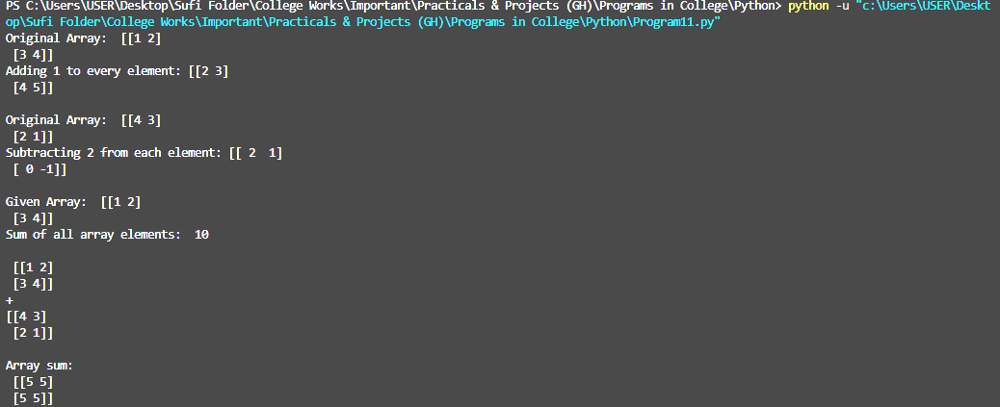 PS C:\Users\USER\Desktop\Sufi Folder\College Works\Important\Practicals & Projects (GH)\Programs in College\Python> python -u "c:\Users\USER\Deskt
op\Sufi Folder\College Works\Important\Practicals & Projects (GH)\Programs in College\Python\Program11.py"
Original Array:  [[1 2]
 [3 4]]
Adding 1 to every element: [[2 3]
 [4 5]]

Original Array:  [[4 3]
 [2 1]]
Subtracting 2 from each element: [[ 2  1]
 [ 0 -1]]

Given Array:  [[1 2]
 [3 4]]
Sum of all array elements:  10

 [[1 2]
 [3 4]]
+
[[4 3]
 [2 1]]

Array sum:
 [[5 5]
 [5 5]]